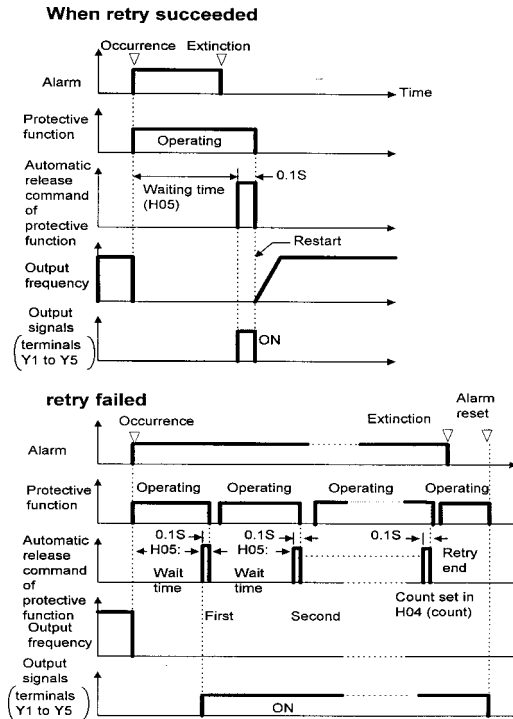 When retry succeeded
Occurrence Extinction
Alarm
Time
Protective function
Operating
Automatic release command of protective function
Waiting time (H05)
0.1S
Restart
Output frequency
Output signals (terminals Y1 to Y5)
ON
retry failed
Occurrence Extinction Alarm reset
Alarm
Protective function
Operating Operating Operating Operating
0.1S 0.1S 0.1S
Automatic release command of protective function
H05: Wait time
H05: Wait time
Retry end
First Second
Count set in H04 (count)
Output frequency
Output signals (terminals Y1 to Y5)
ON